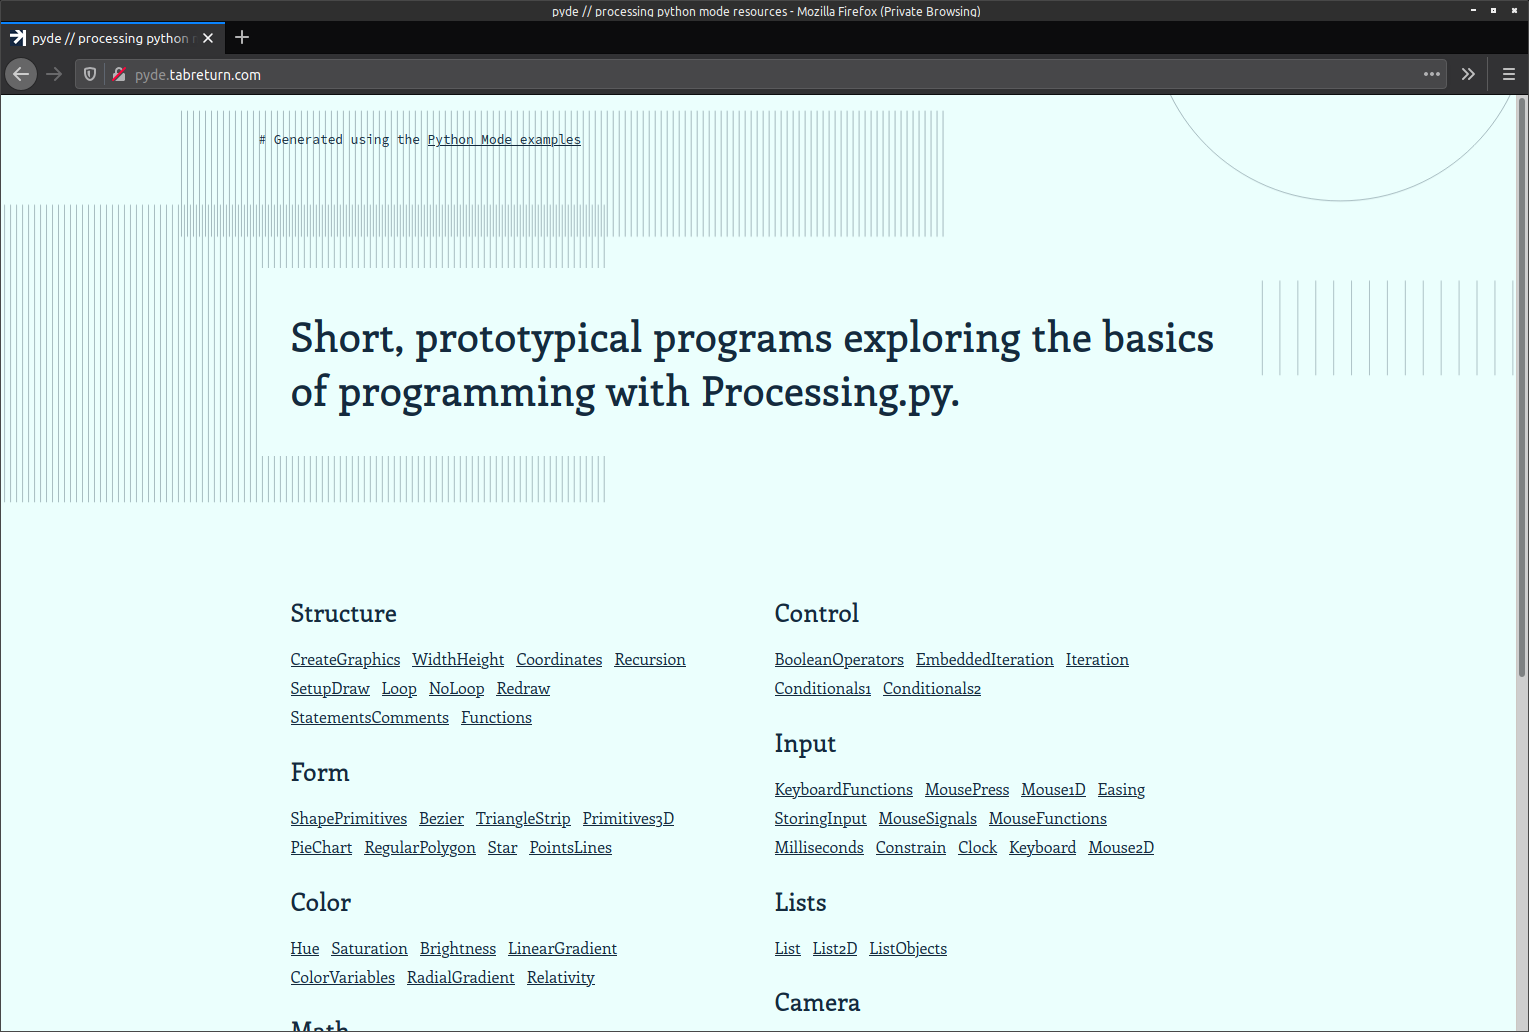 pyde // processing python mode resources - Mozilla Firefox (Private Browsing)
pyde // processing python
pyde.tabreturn.com
# Generated using the Python Mode examples
Short, prototypical programs exploring the basics
of programming with Processing.py.
Structure
CreateGraphics WidthHeight Coordinates Recursion
SetupDraw Loop NoLoop Redraw
StatementsComments Functions
Form
ShapePrimitives Bezier TriangleStrip Primitives3D
PieChart RegularPolygon Star PointsLines
Color
Hue Saturation Brightness LinearGradient
ColorVariables RadialGradient Relativity
Math
Control
BooleanOperators EmbeddedIteration Iteration
Conditionals1 Conditionals2
Input
KeyboardFunctions MousePress Mouse1D Easing
StoringInput MouseSignals MouseFunctions
Milliseconds Constrain Clock Keyboard Mouse2D
Lists
List List2D ListObjects
Camera